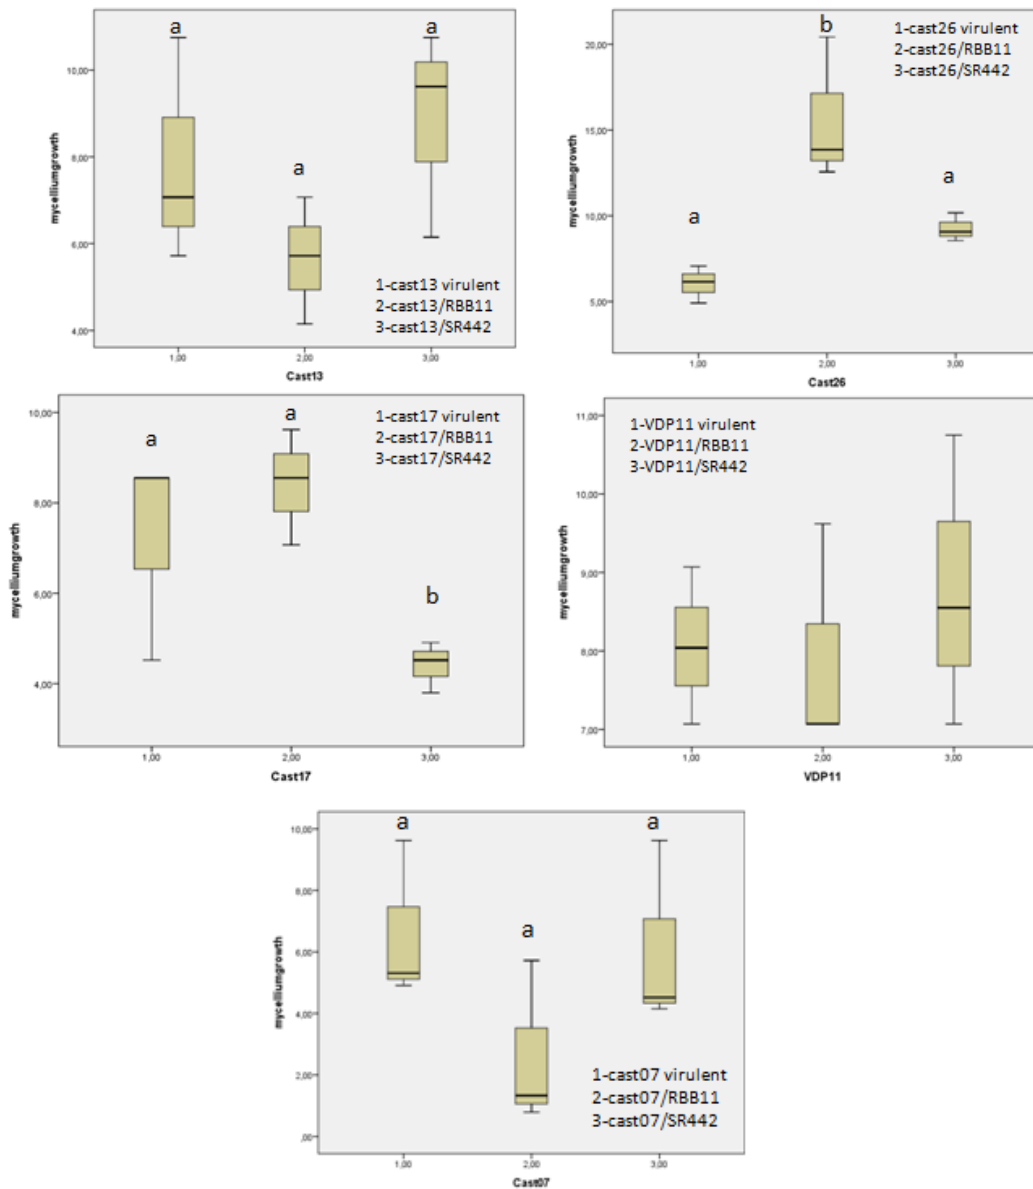 a
a
a
10,00
8,00
6,00
4,00
myceliumgrowth
1-cast13 virulent
2-cast13/RBB11
3-cast13/SR442
1,00
2,00
3,00
Cast13
b
a
a
20,00
15,00
10,00
5,00
mycelliumgrowth
1-cast26 virulent
2-cast26/RBB11
3-cast26/SR442
1,00
2,00
3,00
Cast26
a
a
b
10,00
8,00
6,00
4,00
mycelliumgrowth
1-cast17 virulent
2-cast17/RBB11
3-cast17/SR442
1,00
2,00
3,00
Cast17
11,00
10,00
9,00
8,00
7,00
mycelliumgrowth
1-VDP11 virulent
2-VDP11/RBB11
3-VDP11/SR442
1,00
2,00
3,00
VDP11
a
a
a
10,00
8,00
6,00
4,00
2,00
,00
mycelliumgrowth
1-cast07 virulent
2-cast07/RBB11
3-cast07/SR442
1,00
2,00
3,00
Cast07